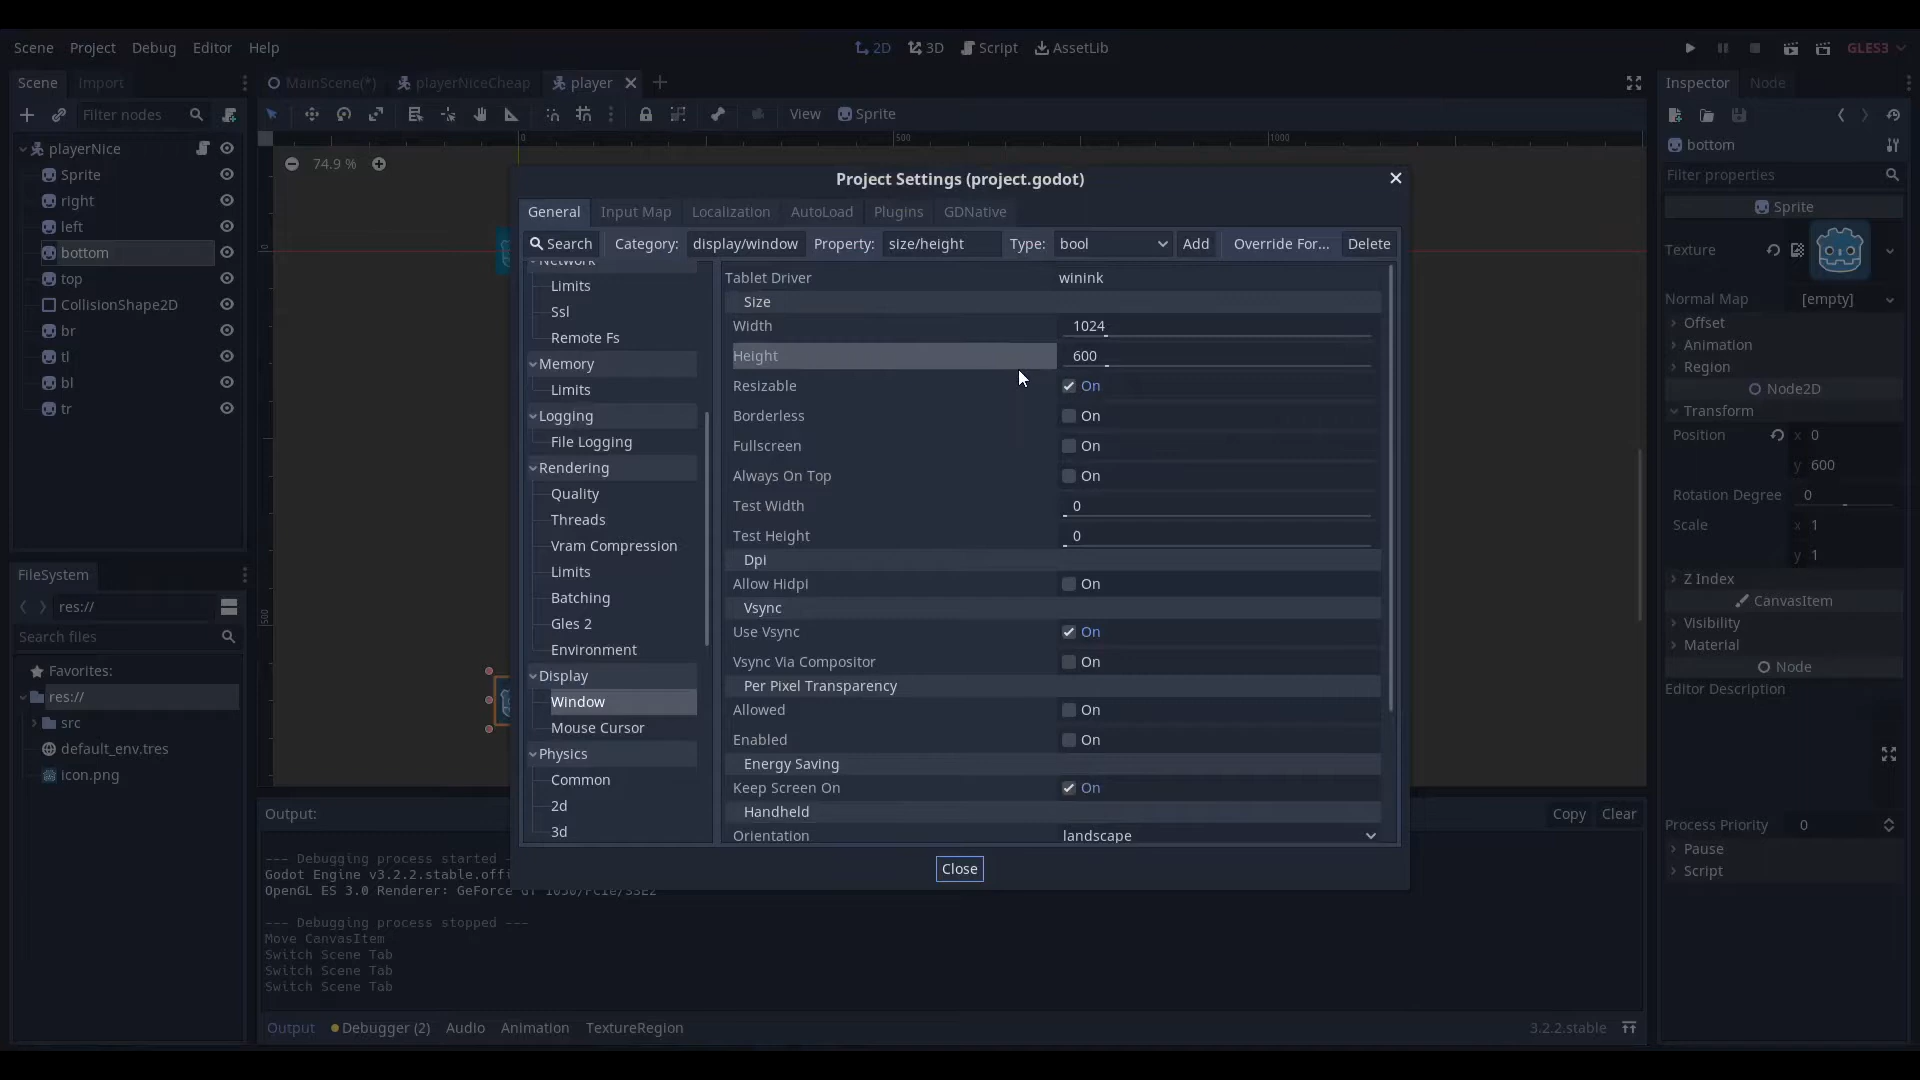 Scene Project Debug Editor Help 2D 3D Script AssetLib GLES3
Scene Import MainScene(*) playerNiceCheap player Inspector Node
Filter nodes View Sprite
playerNice bottom
0 500 1000
74.9 %
Sprite Filter properties
right
left
bottom
top
CollisionShape2D
br
tl
bl
tr
0
500
Project Settings (project.godot)
General Input Map Localization AutoLoad Plugins GDNative
Search Category: display/window Property: size/height Type: bool Add Override For... Delete
Network
Limits
Ssl
Remote Fs
Memory
Limits
Logging
File Logging
Rendering
Quality
Threads
Vram Compression
Limits
Batching
Gles 2
Environment
Display
Window
Mouse Cursor
Physics
Common
2d
3d
Tablet Driver winink
Size
Width 1024
Height 600
Resizable On
Borderless On
Fullscreen On
Always On Top On
Test Width 0
Test Height 0
Dpi
Allow Hidpi On
Vsync
Use Vsync On
Vsync Via Compositor On
Per Pixel Transparency
Allowed On
Enabled On
Energy Saving
Keep Screen On On
Handheld
Orientation landscape
Close
Sprite
Texture
Normal Map [empty]
Offset
Animation
Region
Node2D
Transform
Position x 0
y 600
Rotation Degree 0
Scale x 1
y 1
Z Index
CanvasItem
Visibility
Material
Node
Editor Description
Process Priority 0
Pause
Script
FileSystem
res://
Search files
Favorites:
res://
src
default_env.tres
icon.png
Output: Copy Clear
--- Debugging process started
Godot Engine v3.2.2.stable.offi
OpenGL ES 3.0 Renderer: GeForce GT 1030/PCIe/SSE2
--- Debugging process stopped ---
Move CanvasItem
Switch Scene Tab
Switch Scene Tab
Switch Scene Tab
Output Debugger (2) Audio Animation TextureRegion 3.2.2.stable